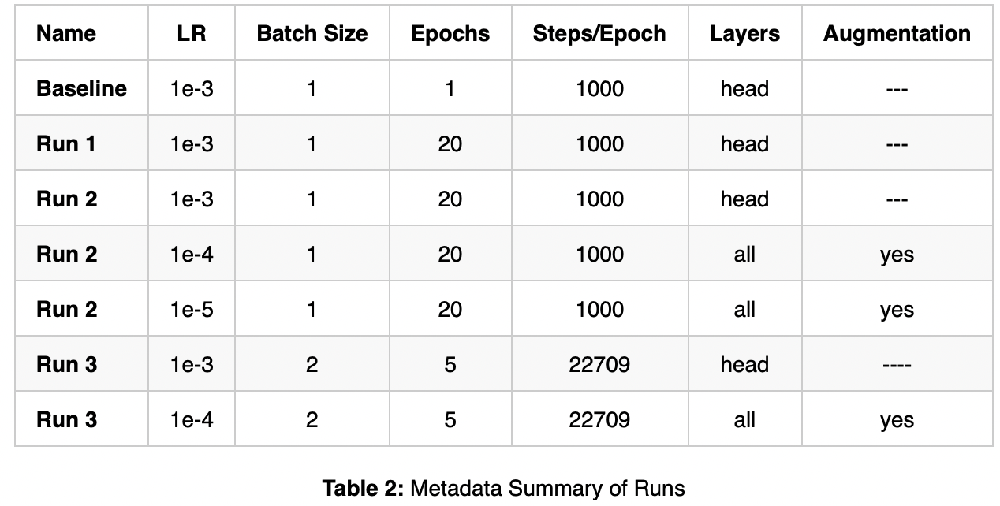 Name LR Batch Size Epochs Steps/Epoch Layers Augmentation
Baseline 1e-3 1 1 1000 head ---
Run 1 1e-3 1 20 1000 head ---
Run 2 1e-3 1 20 1000 head ---
Run 2 1e-4 1 20 1000 all yes
Run 2 1e-5 1 20 1000 all yes
Run 3 1e-3 2 5 22709 head ----
Run 3 1e-4 2 5 22709 all yes
Table 2: Metadata Summary of Runs